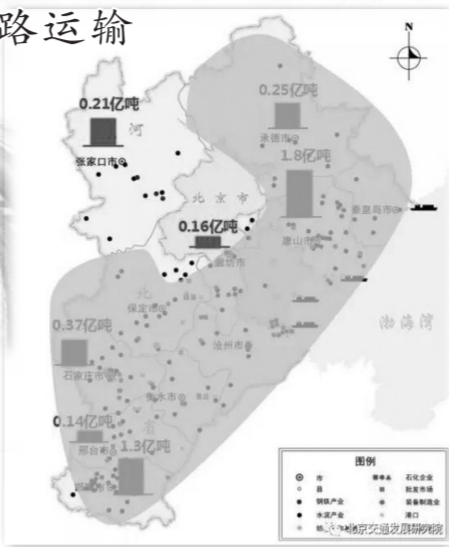 路运输
N
0.21亿吨
河
张家口市
0.25亿吨
承德市
1.8亿吨
秦皇岛市
北京市
0.16亿吨
唐山市
廊坊市
北
保定市
渤海湾
0.37亿吨
沧州市
石家庄市
衡水市
0.14亿吨
省
邢台市
1.3亿吨
图例
市
石化企业
县
批发市场
钢铁产业
装备制造业
水泥产业
港口
北京交通发展研究院